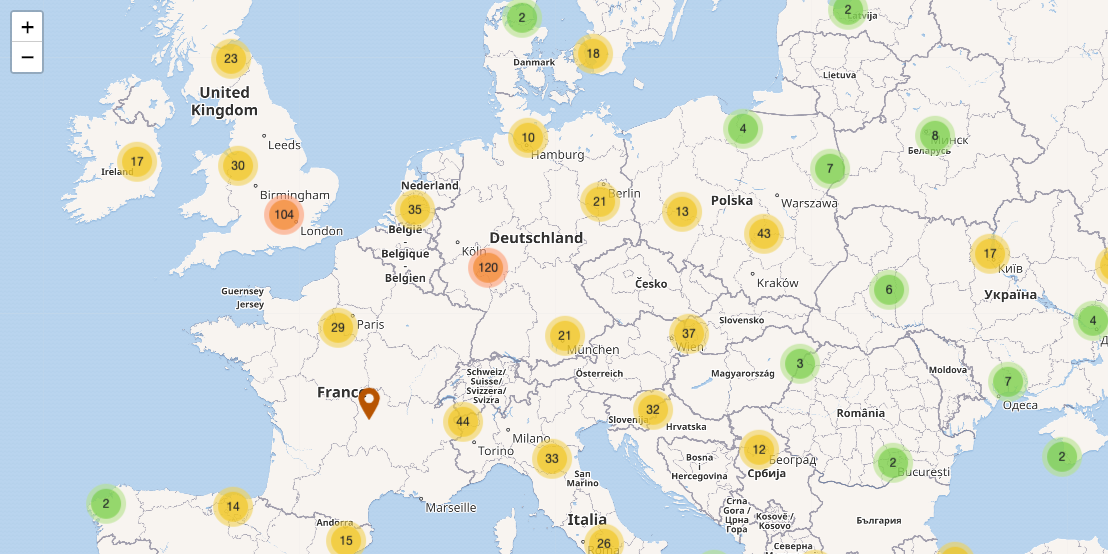 +
−
2
2
Latvija
23
18
Danmark
Lietuva
United
Kingdom
4
8
Минск
Беларусь
10
Hamburg
Leeds
17
Ireland
30
7
Birmingham
Nederland
21
Berlin
Polska
Warszawa
104
London
35
13
België
-
Belgique
-
Belgien
Deutschland
43
Köln
120
17
Київ
Česko
Kraków
6
Україна
Guernsey
Jersey
29
Paris
Slovensko
4
21
München
37
Wien
3
Moldova
Schweiz/
Suisse/
Svizzera/
Svizra
Österreich
Magyarország
7
Одеса
France
44
32
Slovenija
Hrvatska
România
Milano
Torino
33
12
Београд
Србија
Bosna
i
Hercegovina
2
București
2
San
Marino
2
14
Marseille
Andorra
15
Italia
26
Roma
Crna
Gora /
Црна
Гора
Kosovë /
Kosovo
България
Северна